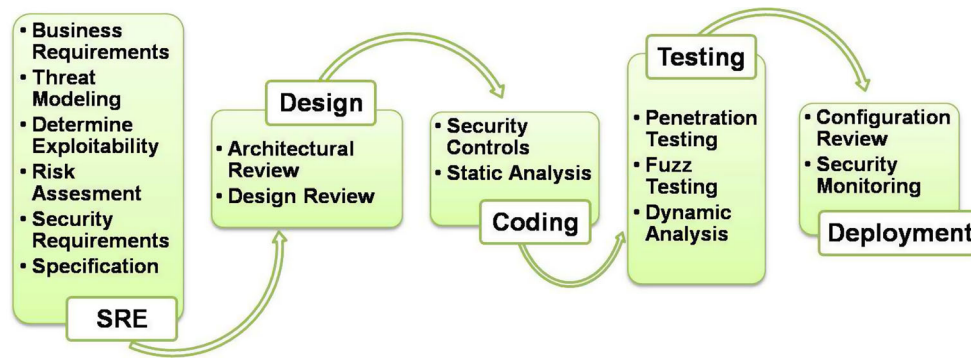 • Business
Requirements
• Threat
Modeling
• Determine
Exploitability
• Risk
Assesment
• Security
Requirements
• Specification
SRE
Design
• Architectural
Review
• Design Review
• Security
Controls
• Static Analysis
Coding
Testing
• Penetration
Testing
• Fuzz
Testing
• Dynamic
Analysis
• Configuration
Review
• Security
Monitoring
Deployment